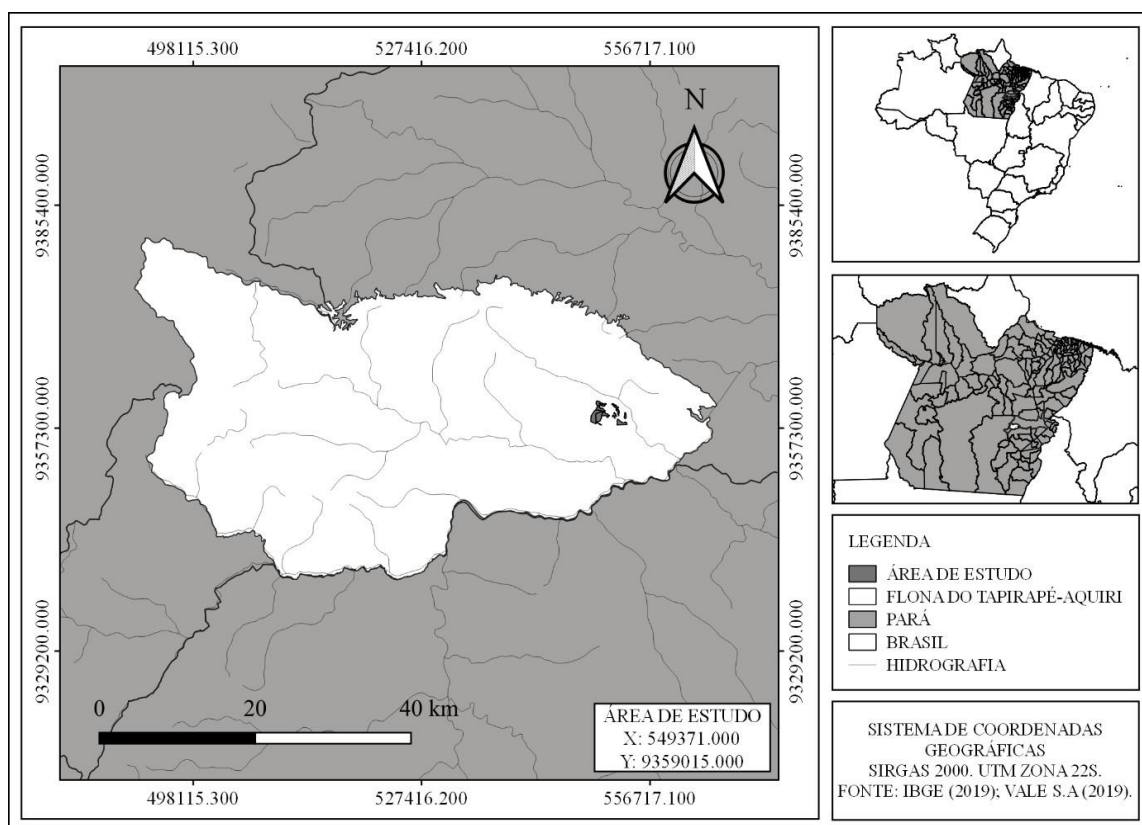 498115.300
527416.200
556717.100
N
9385400.000
9385400.000
9357300.000
9357300.000
9329200.000
9329200.000
0
20
40 km
ÁREA DE ESTUDO
X: 549371.000
Y: 9359015.000
498115.300
527416.200
556717.100
LEGENDA
ÁREA DE ESTUDO
FLONA DO TAPIRAPÉ-AQUIRI
PARÁ
BRASIL
HIDROGRAFIA
SISTEMA DE COORDENADAS
GEOGRÁFICAS
SIRGAS 2000. UTM ZONA 22S.
FONTE: IBGE (2019); VALE S.A (2019).